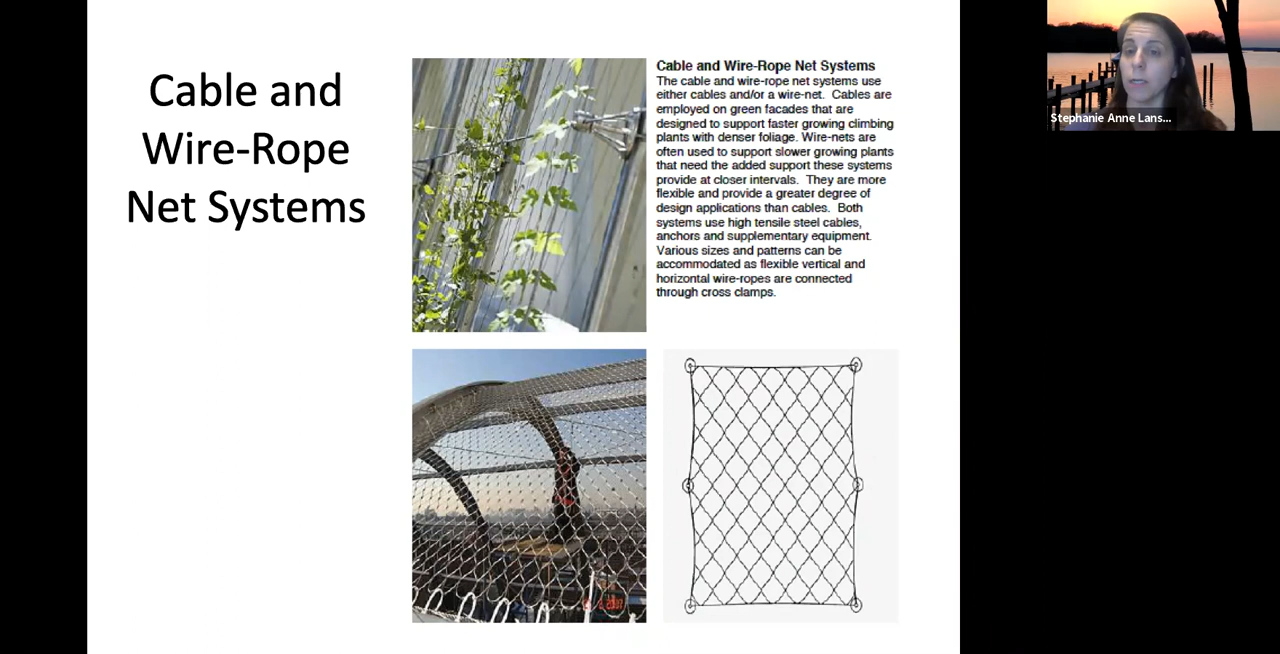 Cable and
Wire-Rope
Net Systems
Cable and Wire-Rope Net Systems
The cable and wire-rope net systems use
either cables and/or a wire-net. Cables are
employed on green facades that are
designed to support faster growing climbing
plants with denser foliage. Wire-nets are
often used to support slower growing plants
that need the added support these systems
provide at closer intervals. They are more
flexible and provide a greater degree of
design applications than cables. Both
systems use high tensile steel cables,
anchors and supplementary equipment.
Various sizes and patterns can be
accommodated as flexible vertical and
horizontal wire-ropes are connected
through cross clamps.
Stephanie Anne Lans...